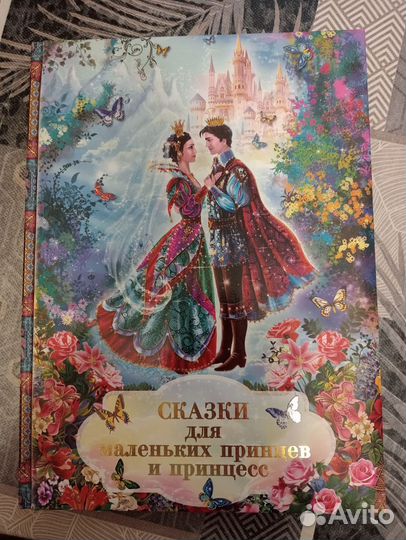 СКАЗКИ
для
маленьких принцев
и принцесс
Avito